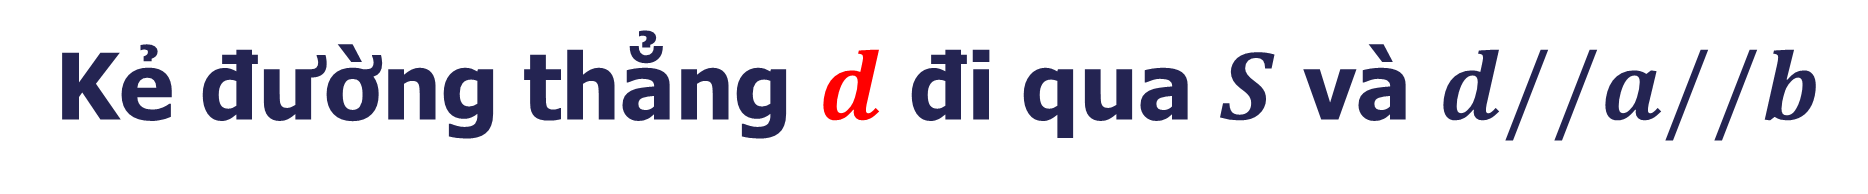 Kẻ đường thẳng d đi qua S và d//a//b